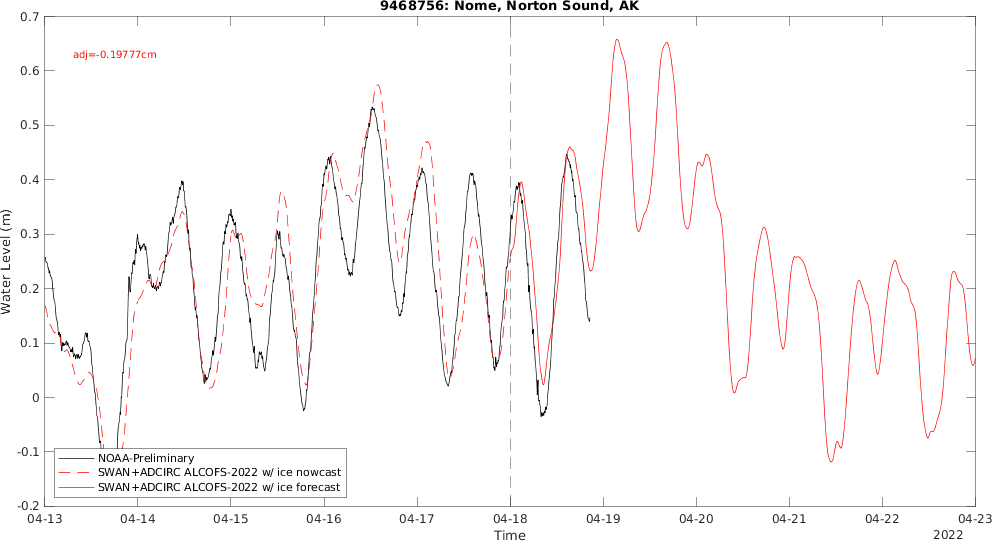 9468756: Nome, Norton Sound, AK
adj=-0.19777cm
Water Level (m)
0.7
0.6
0.5
0.4
0.3
0.2
0.1
0
-0.1
-0.2
NOAA-Preliminary
SWAN+ADCIRC ALCOFS-2022 w/ ice nowcast
SWAN+ADCIRC ALCOFS-2022 w/ ice forecast
04-13 04-14 04-15 04-16 04-17 04-18 04-19 04-20 04-21 04-22 04-23
Time
2022